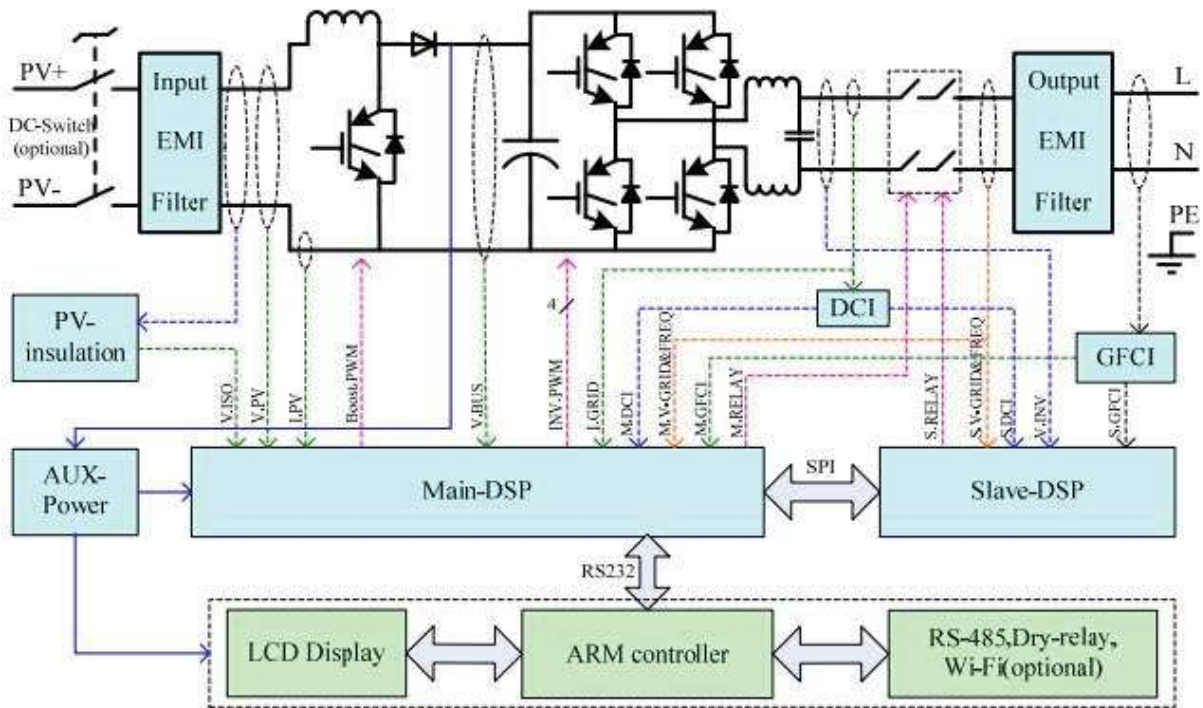 PV+
DC-Switch
(optional)
PV-
Input
EMI
Filter
Output
EMI
Filter
L
N
PE
PV-
insulation
DCI
GFCI
4
V.ISO
V.PV
I.PV
Boost.PWM
V.BUS
INV.PWM
I.GRID
M.DCI
M.V-GRID&FREQ
M.GFCI
M.RELAY
S.RELAY
S.V-GRID&FREQ
S.DCI
V.INV
S.GFCI
AUX-
Power
Main-DSP
SPI
Slave-DSP
RS232
LCD Display
ARM controller
RS-485,Dry-relay,
Wi-Fi(optional)